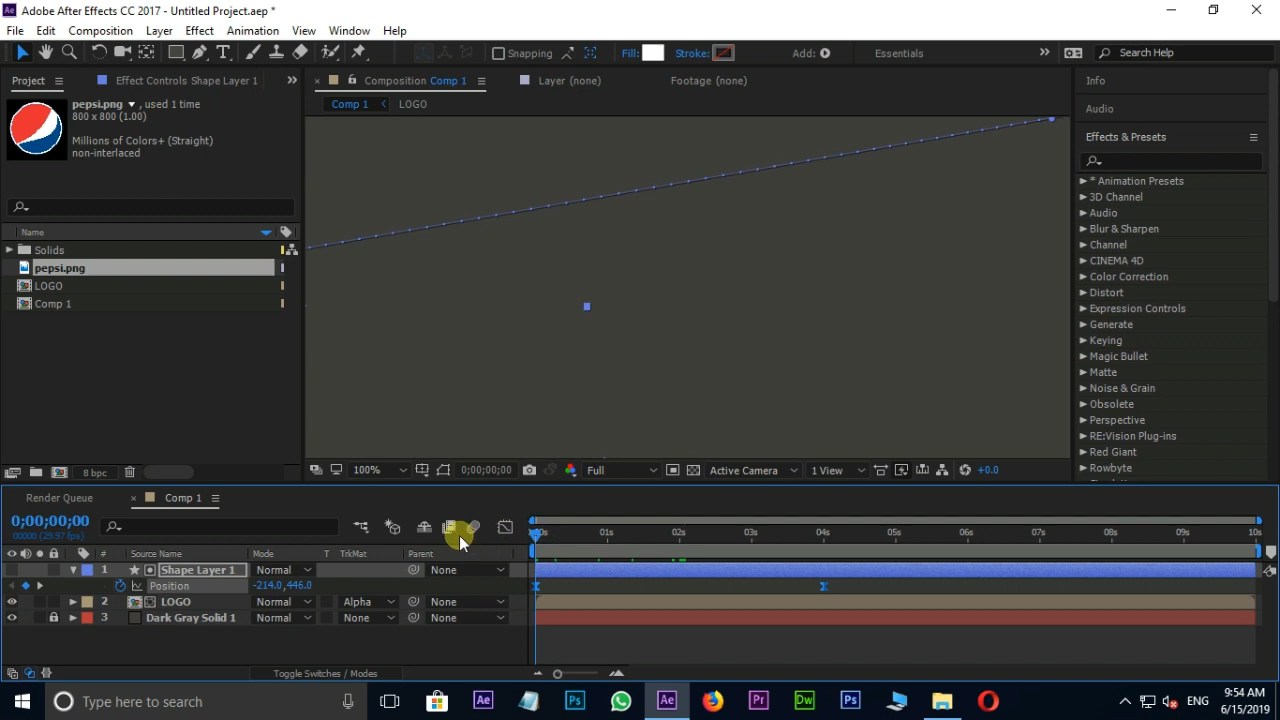 Adobe After Effects CC 2017 - Untitled Project.aep *
File Edit Composition Layer Effect Animation View Window Help
Snapping Fill: Stroke: Add: Essentials Search Help
Project Effect Controls Shape Layer 1 Composition Comp 1 Layer (none) Footage (none) Info
pepsi.png , used 1 time
800 x 800 (1.00)
Millions of Colors+ (Straight)
non-interlaced
Comp 1 LOGO
Audio
Effects & Presets
Name
Solids
pepsi.png
LOGO
Comp 1
* Animation Presets
3D Channel
Audio
Blur & Sharpen
Channel
CINEMA 4D
Color Correction
Distort
Expression Controls
Generate
Keying
Magic Bullet
Matte
Noise & Grain
Obsolete
Perspective
RE:Vision Plug-ins
Red Giant
Rowbyte
8 bpc
100% 0;00;00;00 Full Active Camera 1 View +0.0
Render Queue Comp 1
0;00;00;00
00000 (29.97 fps)
:00s 01s 02s 03s 04s 05s 06s 07s 08s 09s 10s
# Source Name Mode T TrkMat Parent
1 Shape Layer 1 Normal None
Position -214.0,446.0
2 LOGO Normal Alpha None
3 Dark Gray Solid 1 Normal None None
Toggle Switches / Modes
Type here to search
ENG
9:54 AM
6/15/2019